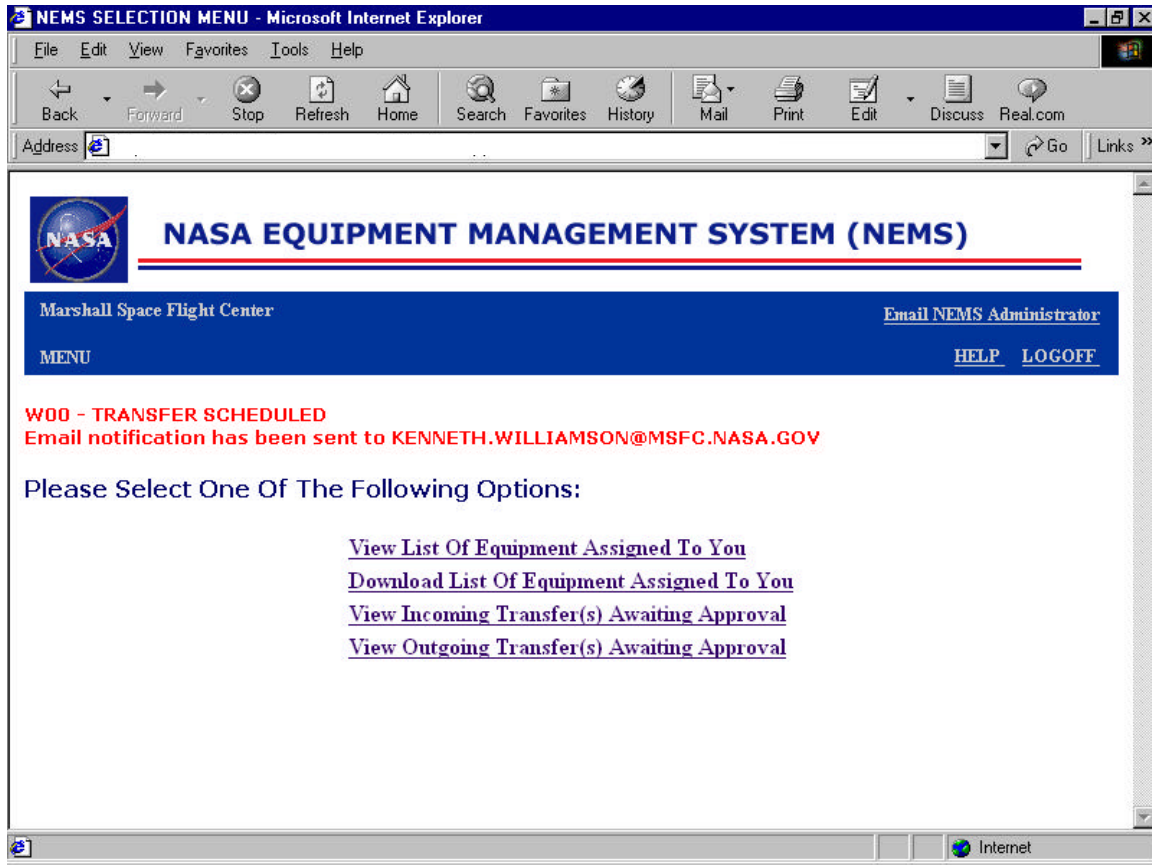 NEMS SELECTION MENU - Microsoft Internet Explorer
File Edit View Favorites Tools Help
Back Forward Stop Refresh Home Search Favorites History Mail Print Edit Discuss Real.com
Address Go Links »
NASA
NASA EQUIPMENT MANAGEMENT SYSTEM (NEMS)
Marshall Space Flight Center Email NEMS Administrator
MENU HELP LOGOFF
W00 - TRANSFER SCHEDULED
Email notification has been sent to KENNETH.WILLIAMSON@MSFC.NASA.GOV
Please Select One Of The Following Options:
View List Of Equipment Assigned To You
Download List Of Equipment Assigned To You
View Incoming Transfer(s) Awaiting Approval
View Outgoing Transfer(s) Awaiting Approval
Internet